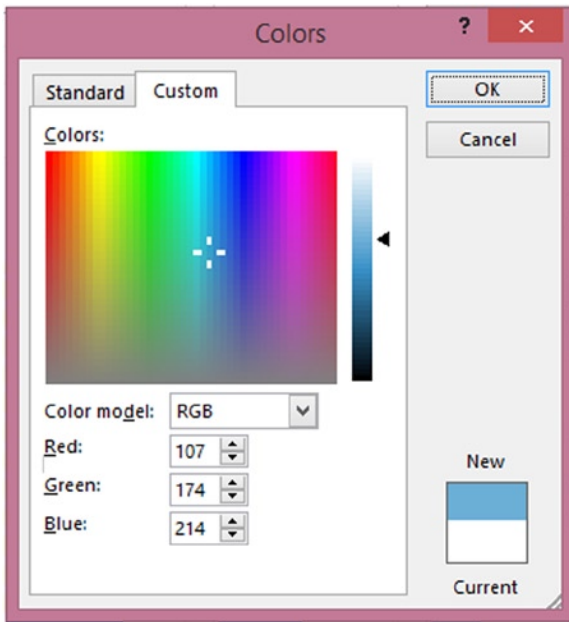 Colors ? ×
Standard Custom OK
Colors: Cancel
Color model: RGB
Red: 107
Green: 174
Blue: 214
New
Current